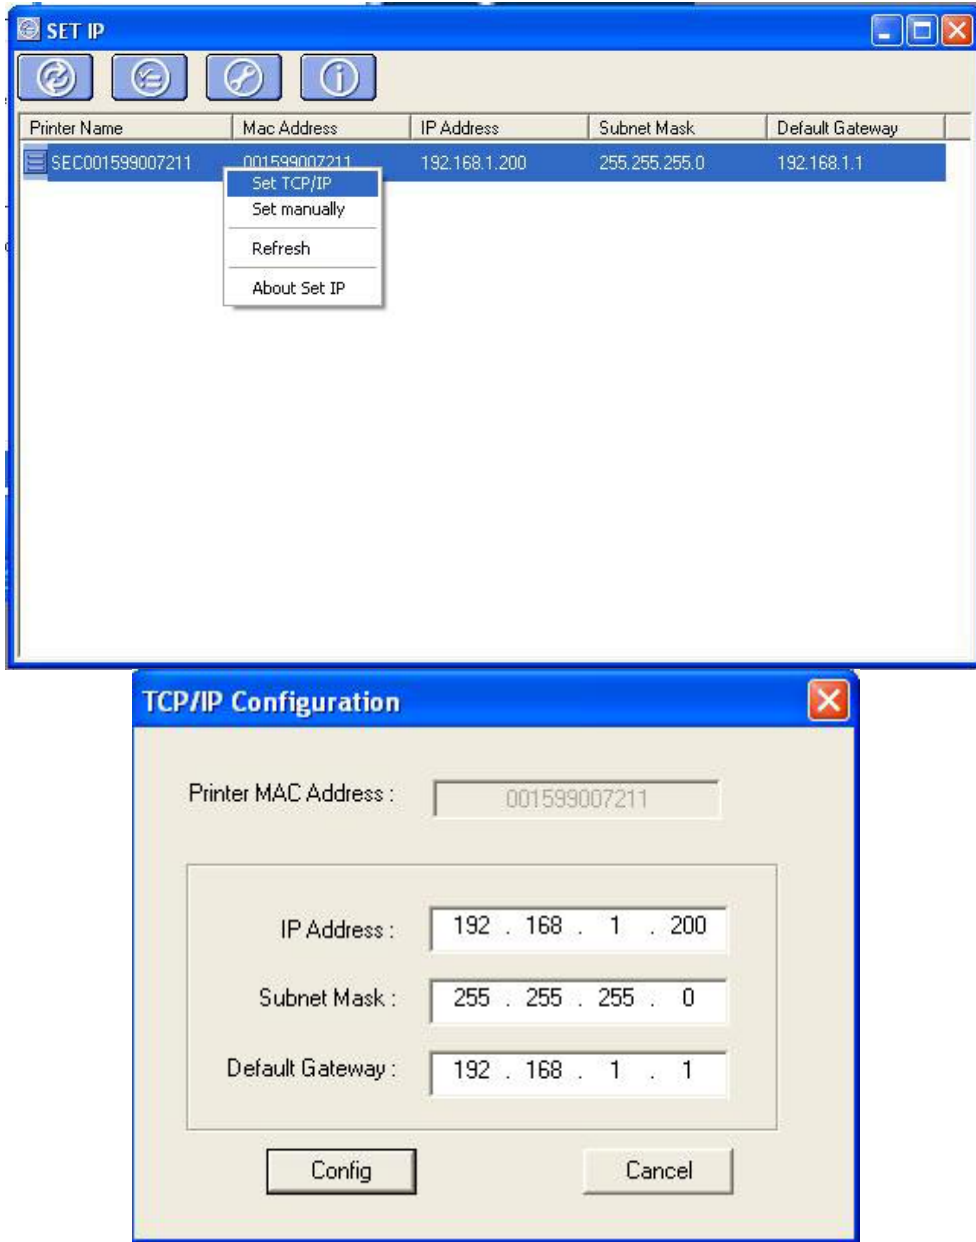 SET IP
Printer Name Mac Address IP Address Subnet Mask Default Gateway
SEC001599007211 001599007211 192.168.1.200 255.255.255.0 192.168.1.1
Set TCP/IP
Set manually
Refresh
About Set IP
TCP/IP Configuration
Printer MAC Address : 001599007211
IP Address : 192 . 168 . 1 . 200
Subnet Mask : 255 . 255 . 255 . 0
Default Gateway : 192 . 168 . 1 . 1
Config Cancel